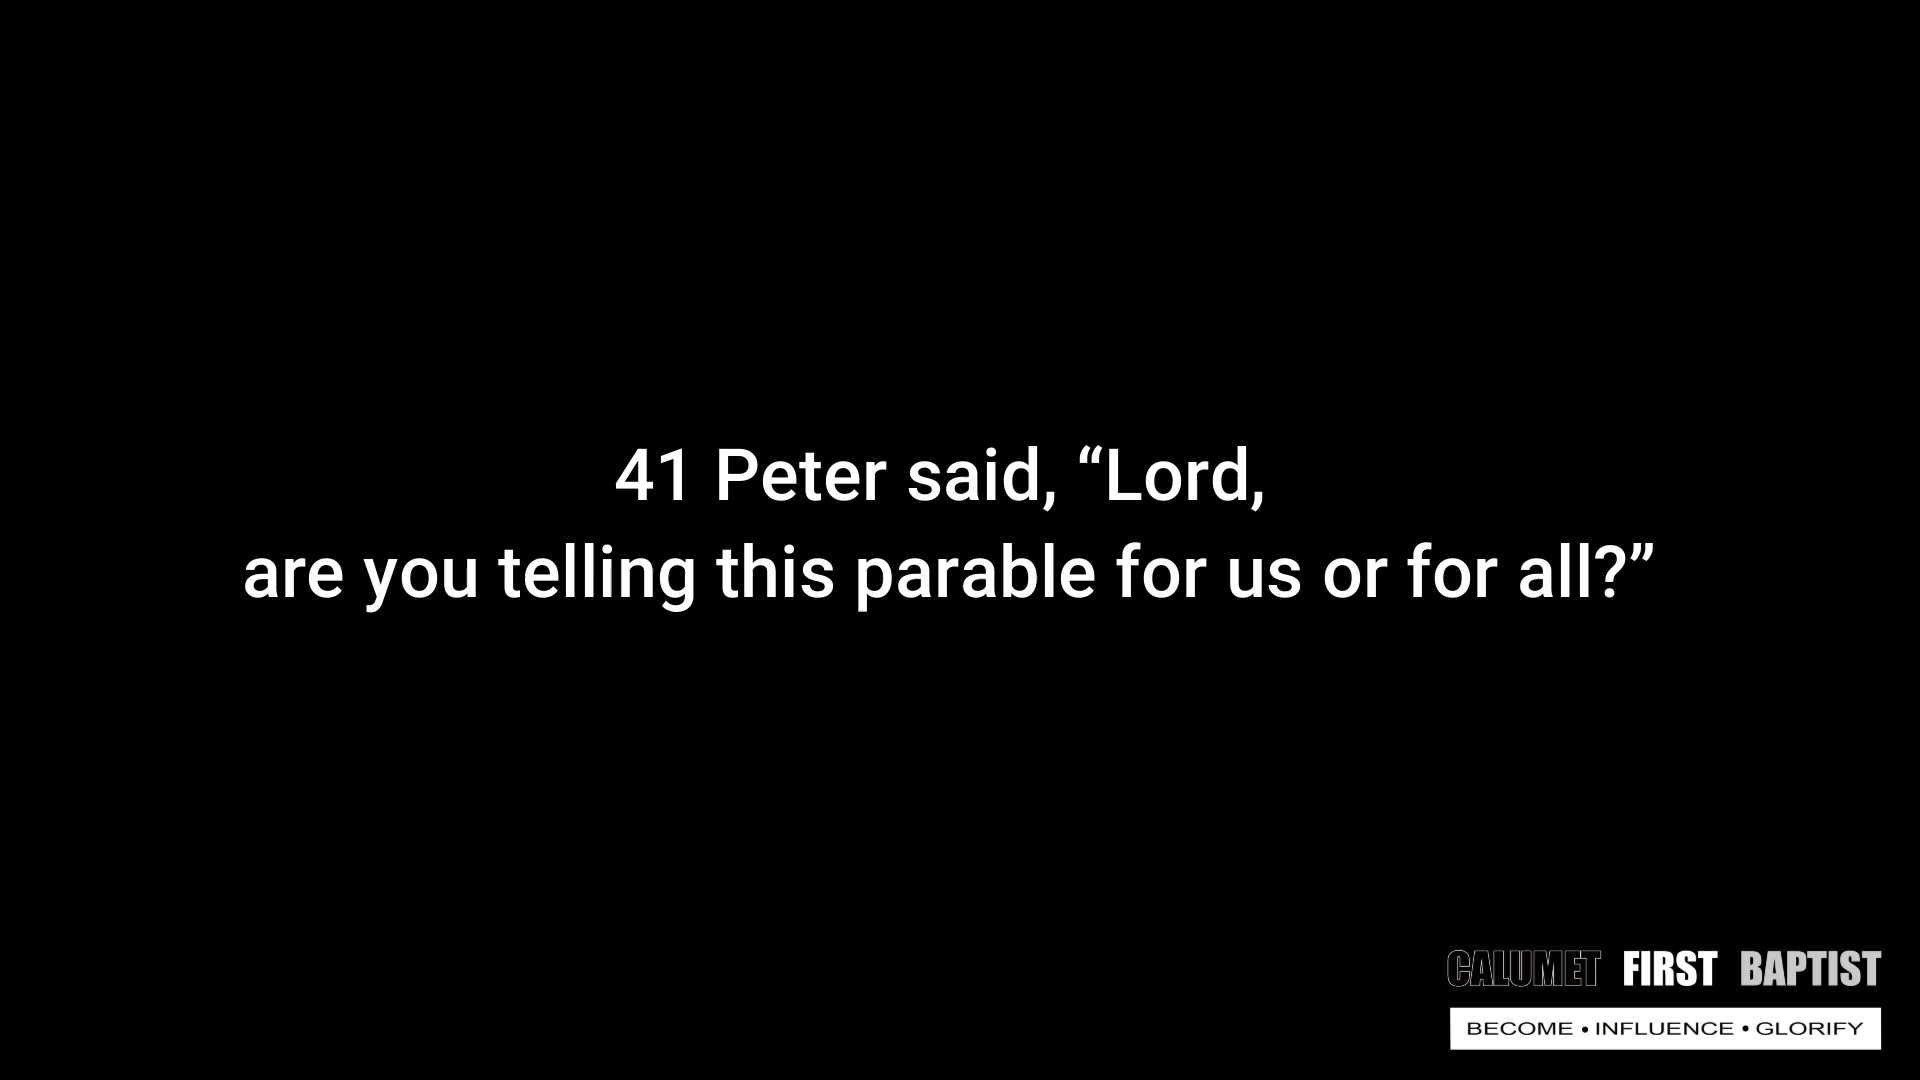 41 Peter said, “Lord,
are you telling this parable for us or for all?”
CALUMET FIRST BAPTIST
BECOME • INFLUENCE • GLORIFY